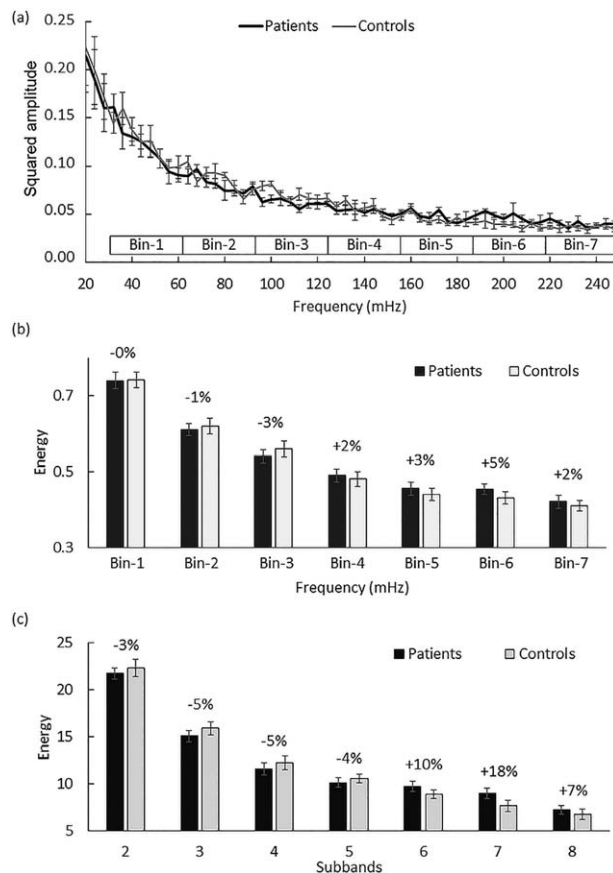 (a)
Patients Controls
0.25
0.20
0.15
0.10
0.05
0.00
Squared amplitude
Bin-1 Bin-2 Bin-3 Bin-4 Bin-5 Bin-6 Bin-7
20 40 60 80 100 120 140 160 180 200 220 240
Frequency (mHz)
(b)
Patients Controls
-0% -1% -3% +2% +3% +5% +2%
0.7
0.5
0.3
Energy
Bin-1 Bin-2 Bin-3 Bin-4 Bin-5 Bin-6 Bin-7
Frequency (mHz)
(c)
Patients Controls
-3% -5% -5% -4% +10% +18% +7%
25
20
15
10
5
Energy
2 3 4 5 6 7 8
Subbands